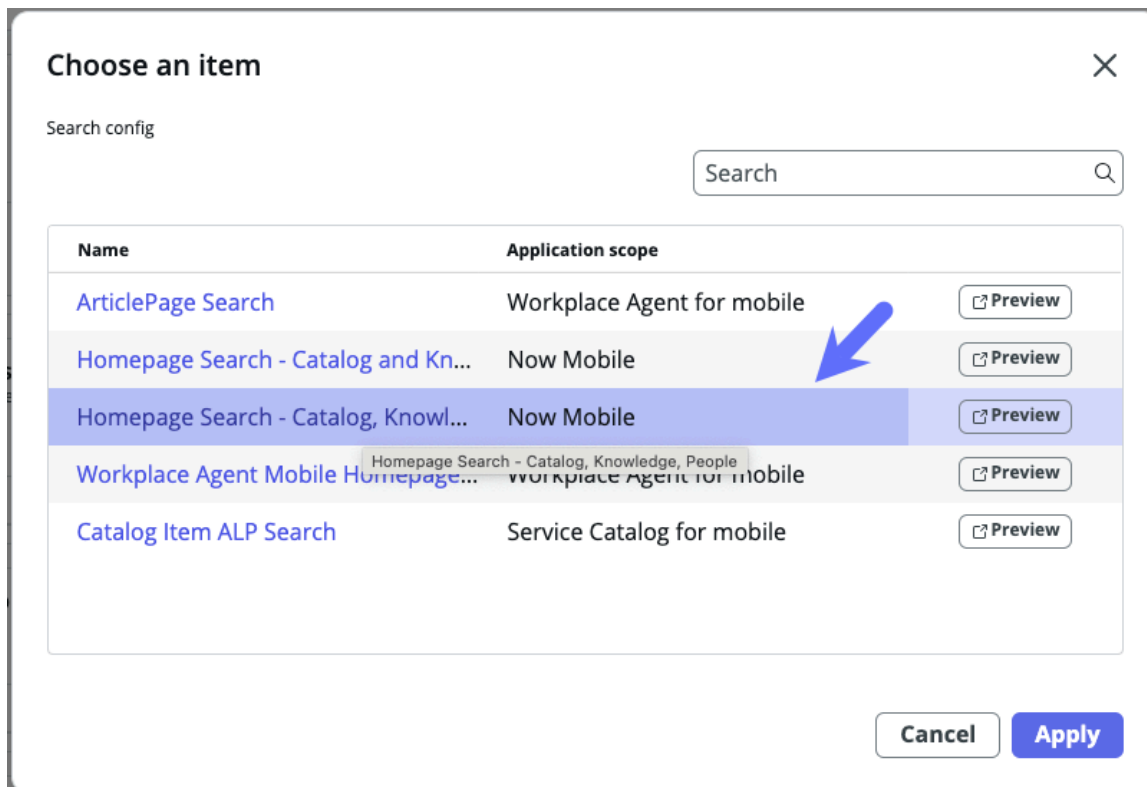 Choose an item
Search config
Search
Name Application scope
ArticlePage Search Workplace Agent for mobile Preview
Homepage Search - Catalog and Kn... Now Mobile Preview
Homepage Search - Catalog, Knowl... Now Mobile Preview
Homepage Search - Catalog, Knowledge, People
Workplace Agent Mobile Homepage... Workplace Agent for mobile Preview
Catalog Item ALP Search Service Catalog for mobile Preview
Cancel Apply